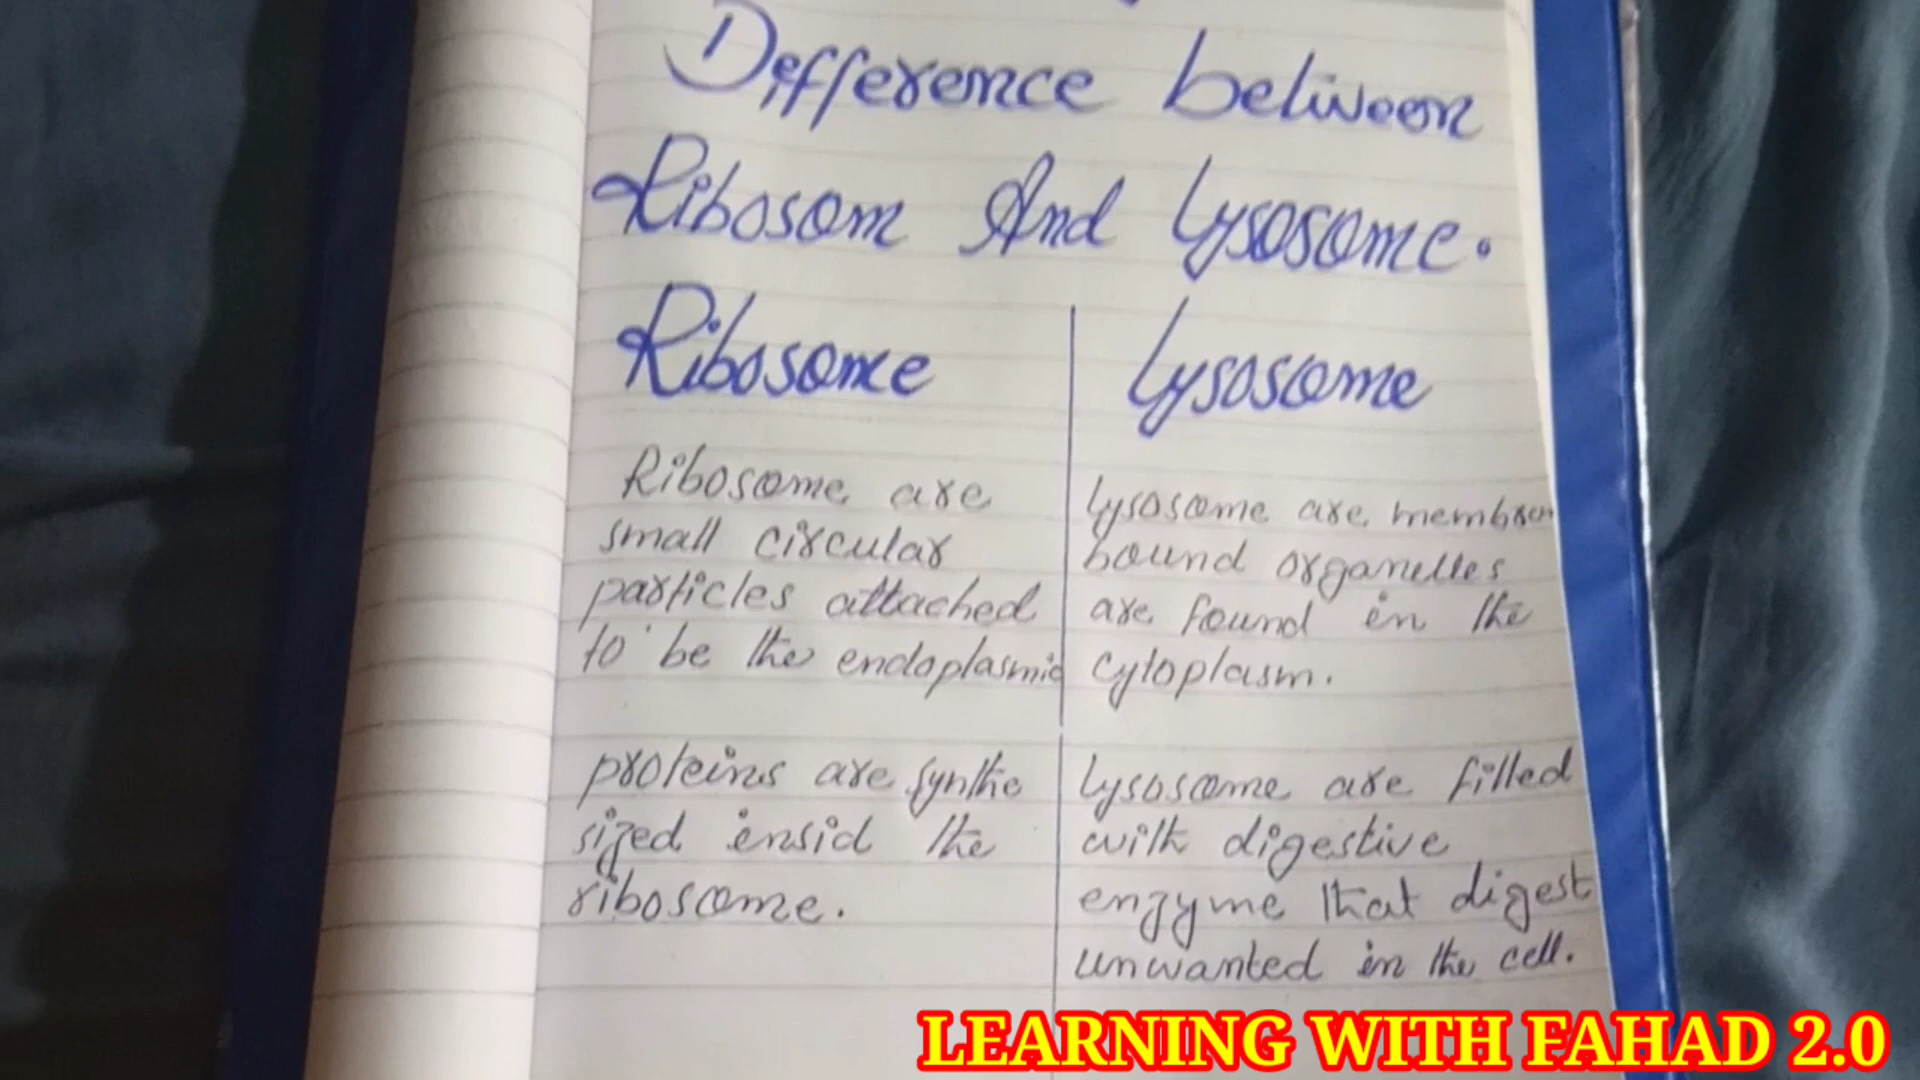 Difference between
Ribosom And Lysosome.
Ribosome
Ribosome are
small circular
particles attached
to be the endoplasmic
proteins are synthe
sized insid the
ribosome.
Lysosome
Lysosome are membran
bound organelles
are found in the
cytoplasm.
Lysosome are filled
with digestive
enzyme that digest
unwanted in the cell.
LEARNING WITH FAHAD 2.0